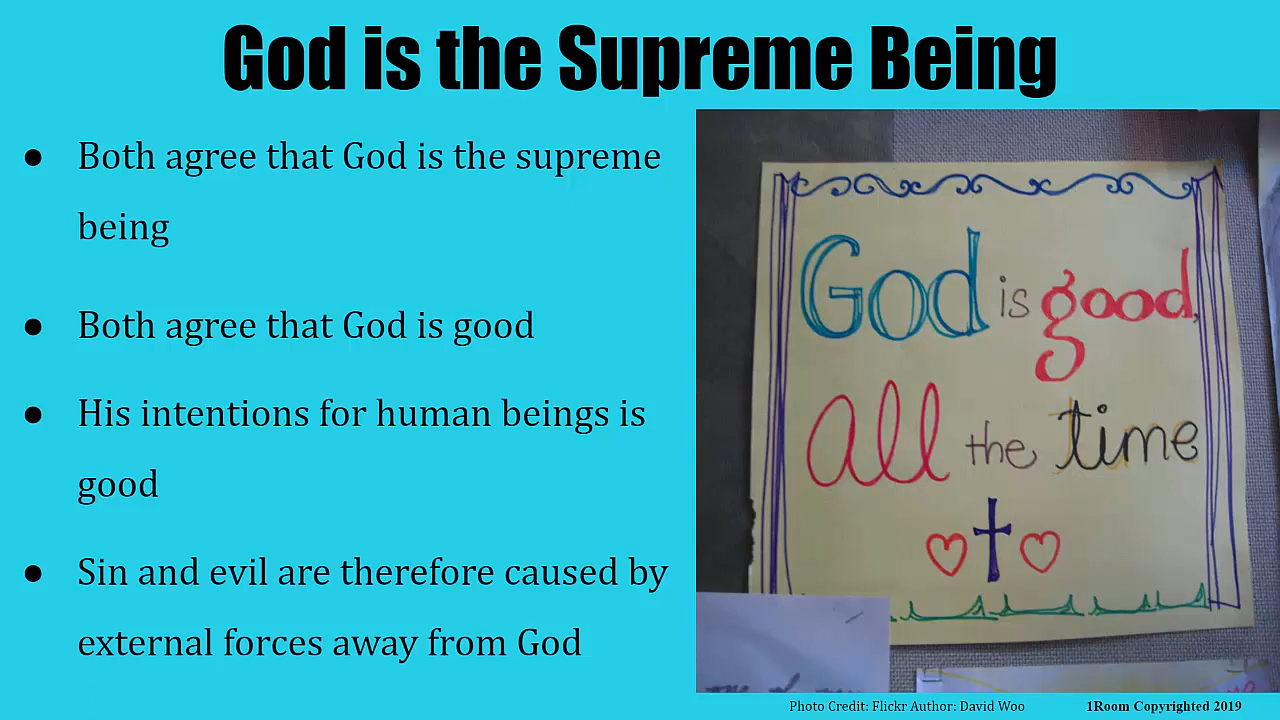 God is the Supreme Being
● Both agree that God is the supreme
being
● Both agree that God is good
● His intentions for human beings is
good
● Sin and evil are therefore caused by
external forces away from God
God is good,
all the time
Photo Credit: Flickr Author: David Woo
1Room Copyrighted 2019